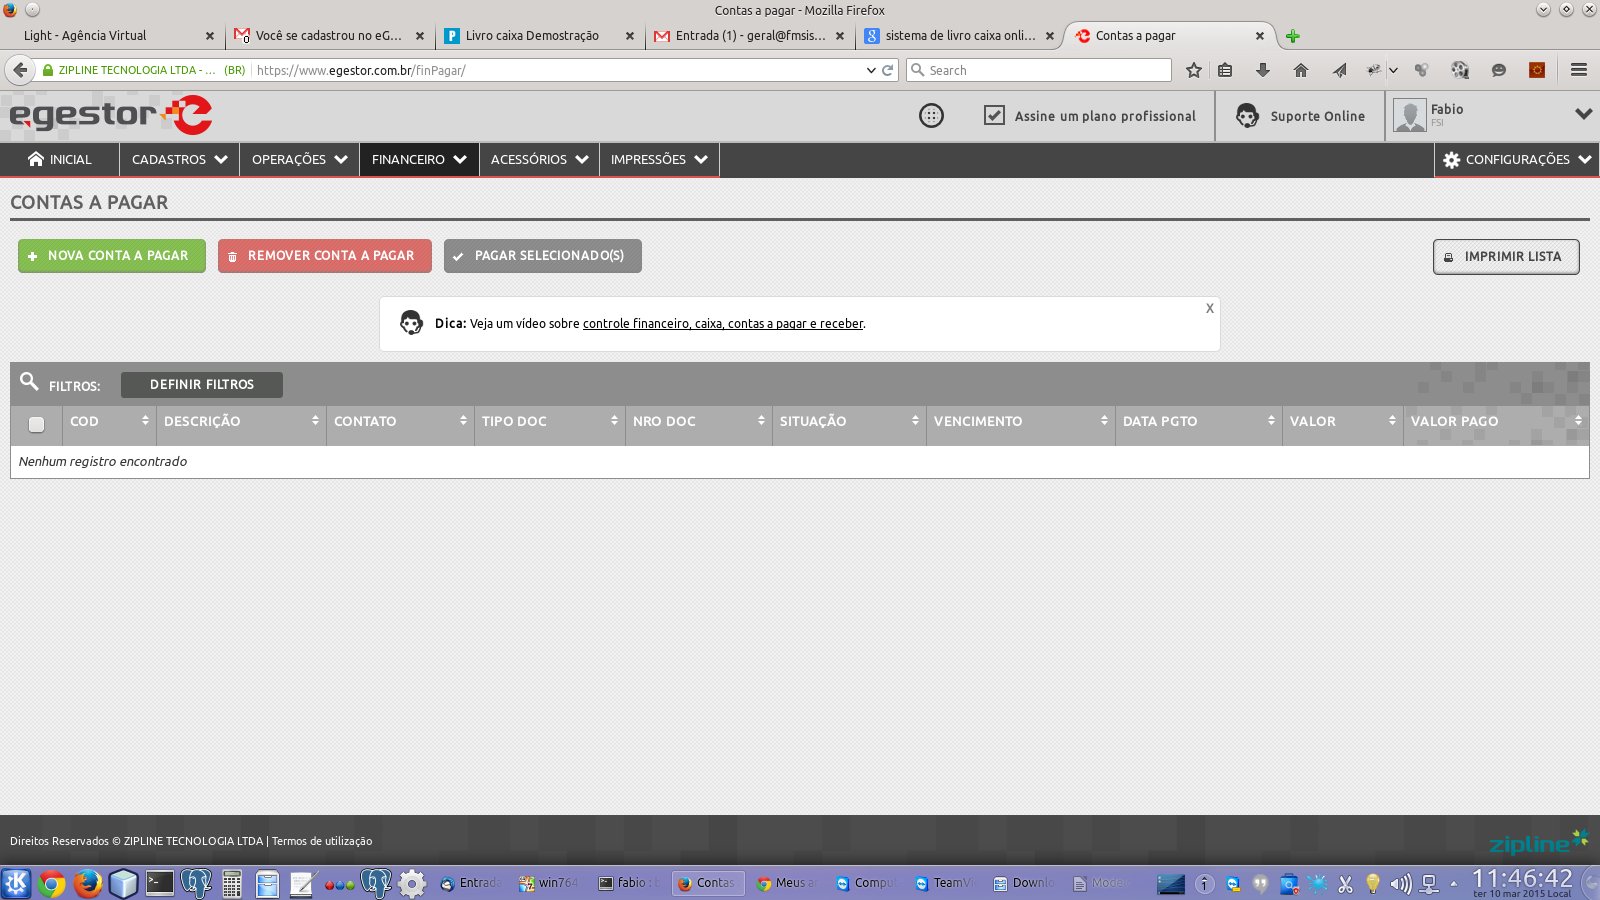 Contas a pagar - Mozilla Firefox
Light - Agência Virtual
Você se cadastrou no eG...
Livro caixa Demostração
Entrada (1) - geral@fmsis...
sistema de livro caixa onli...
Contas a pagar
ZIPLINE TECNOLOGIA LTDA - ... (BR)
https://www.egestor.com.br/finPagar/
Search
egestor
Assine um plano profissional
Suporte Online
Fabio
FSI
INICIAL
CADASTROS
OPERAÇÕES
FINANCEIRO
ACESSÓRIOS
IMPRESSÕES
CONFIGURAÇÕES
CONTAS A PAGAR
NOVA CONTA A PAGAR
REMOVER CONTA A PAGAR
PAGAR SELECIONADO(S)
IMPRIMIR LISTA
Dica: Veja um vídeo sobre controle financeiro, caixa, contas a pagar e receber.
X
FILTROS:
DEFINIR FILTROS
COD
DESCRIÇÃO
CONTATO
TIPO DOC
NRO DOC
SITUAÇÃO
VENCIMENTO
DATA PGTO
VALOR
VALOR PAGO
Nenhum registro encontrado
Direitos Reservados © ZIPLINE TECNOLOGIA LTDA | Termos de utilização
zipline
Entrada
win764
fabio : b
Contas
Meus ar
Comput
TeamVi
Downlo
Mode
11:46:42
ter 10 mar 2015 Local